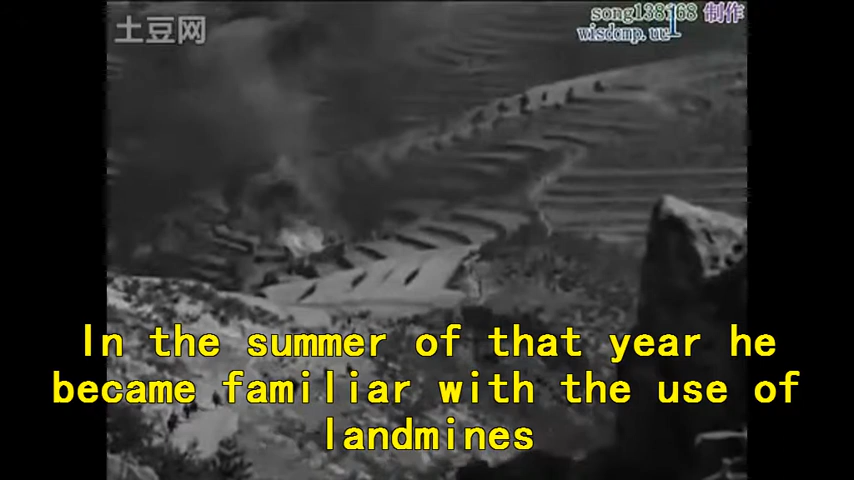 土豆网
song138168 制作
In the summer of that year he
became familiar with the use of
landmines